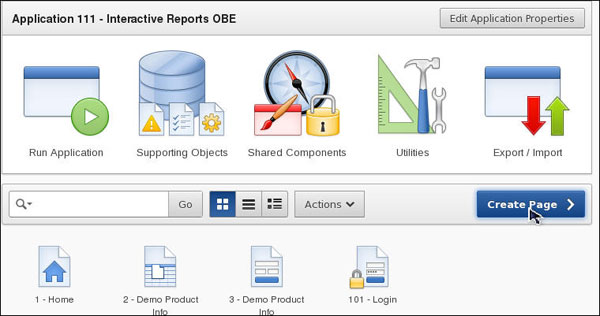 Application 111 - Interactive Reports OBE
Edit Application Properties
Run Application
Supporting Objects
Shared Components
Utilities
Export / Import
Go
Actions
Create Page
1 - Home
2 - Demo Product
Info
3 - Demo Product
Info
101 - Login